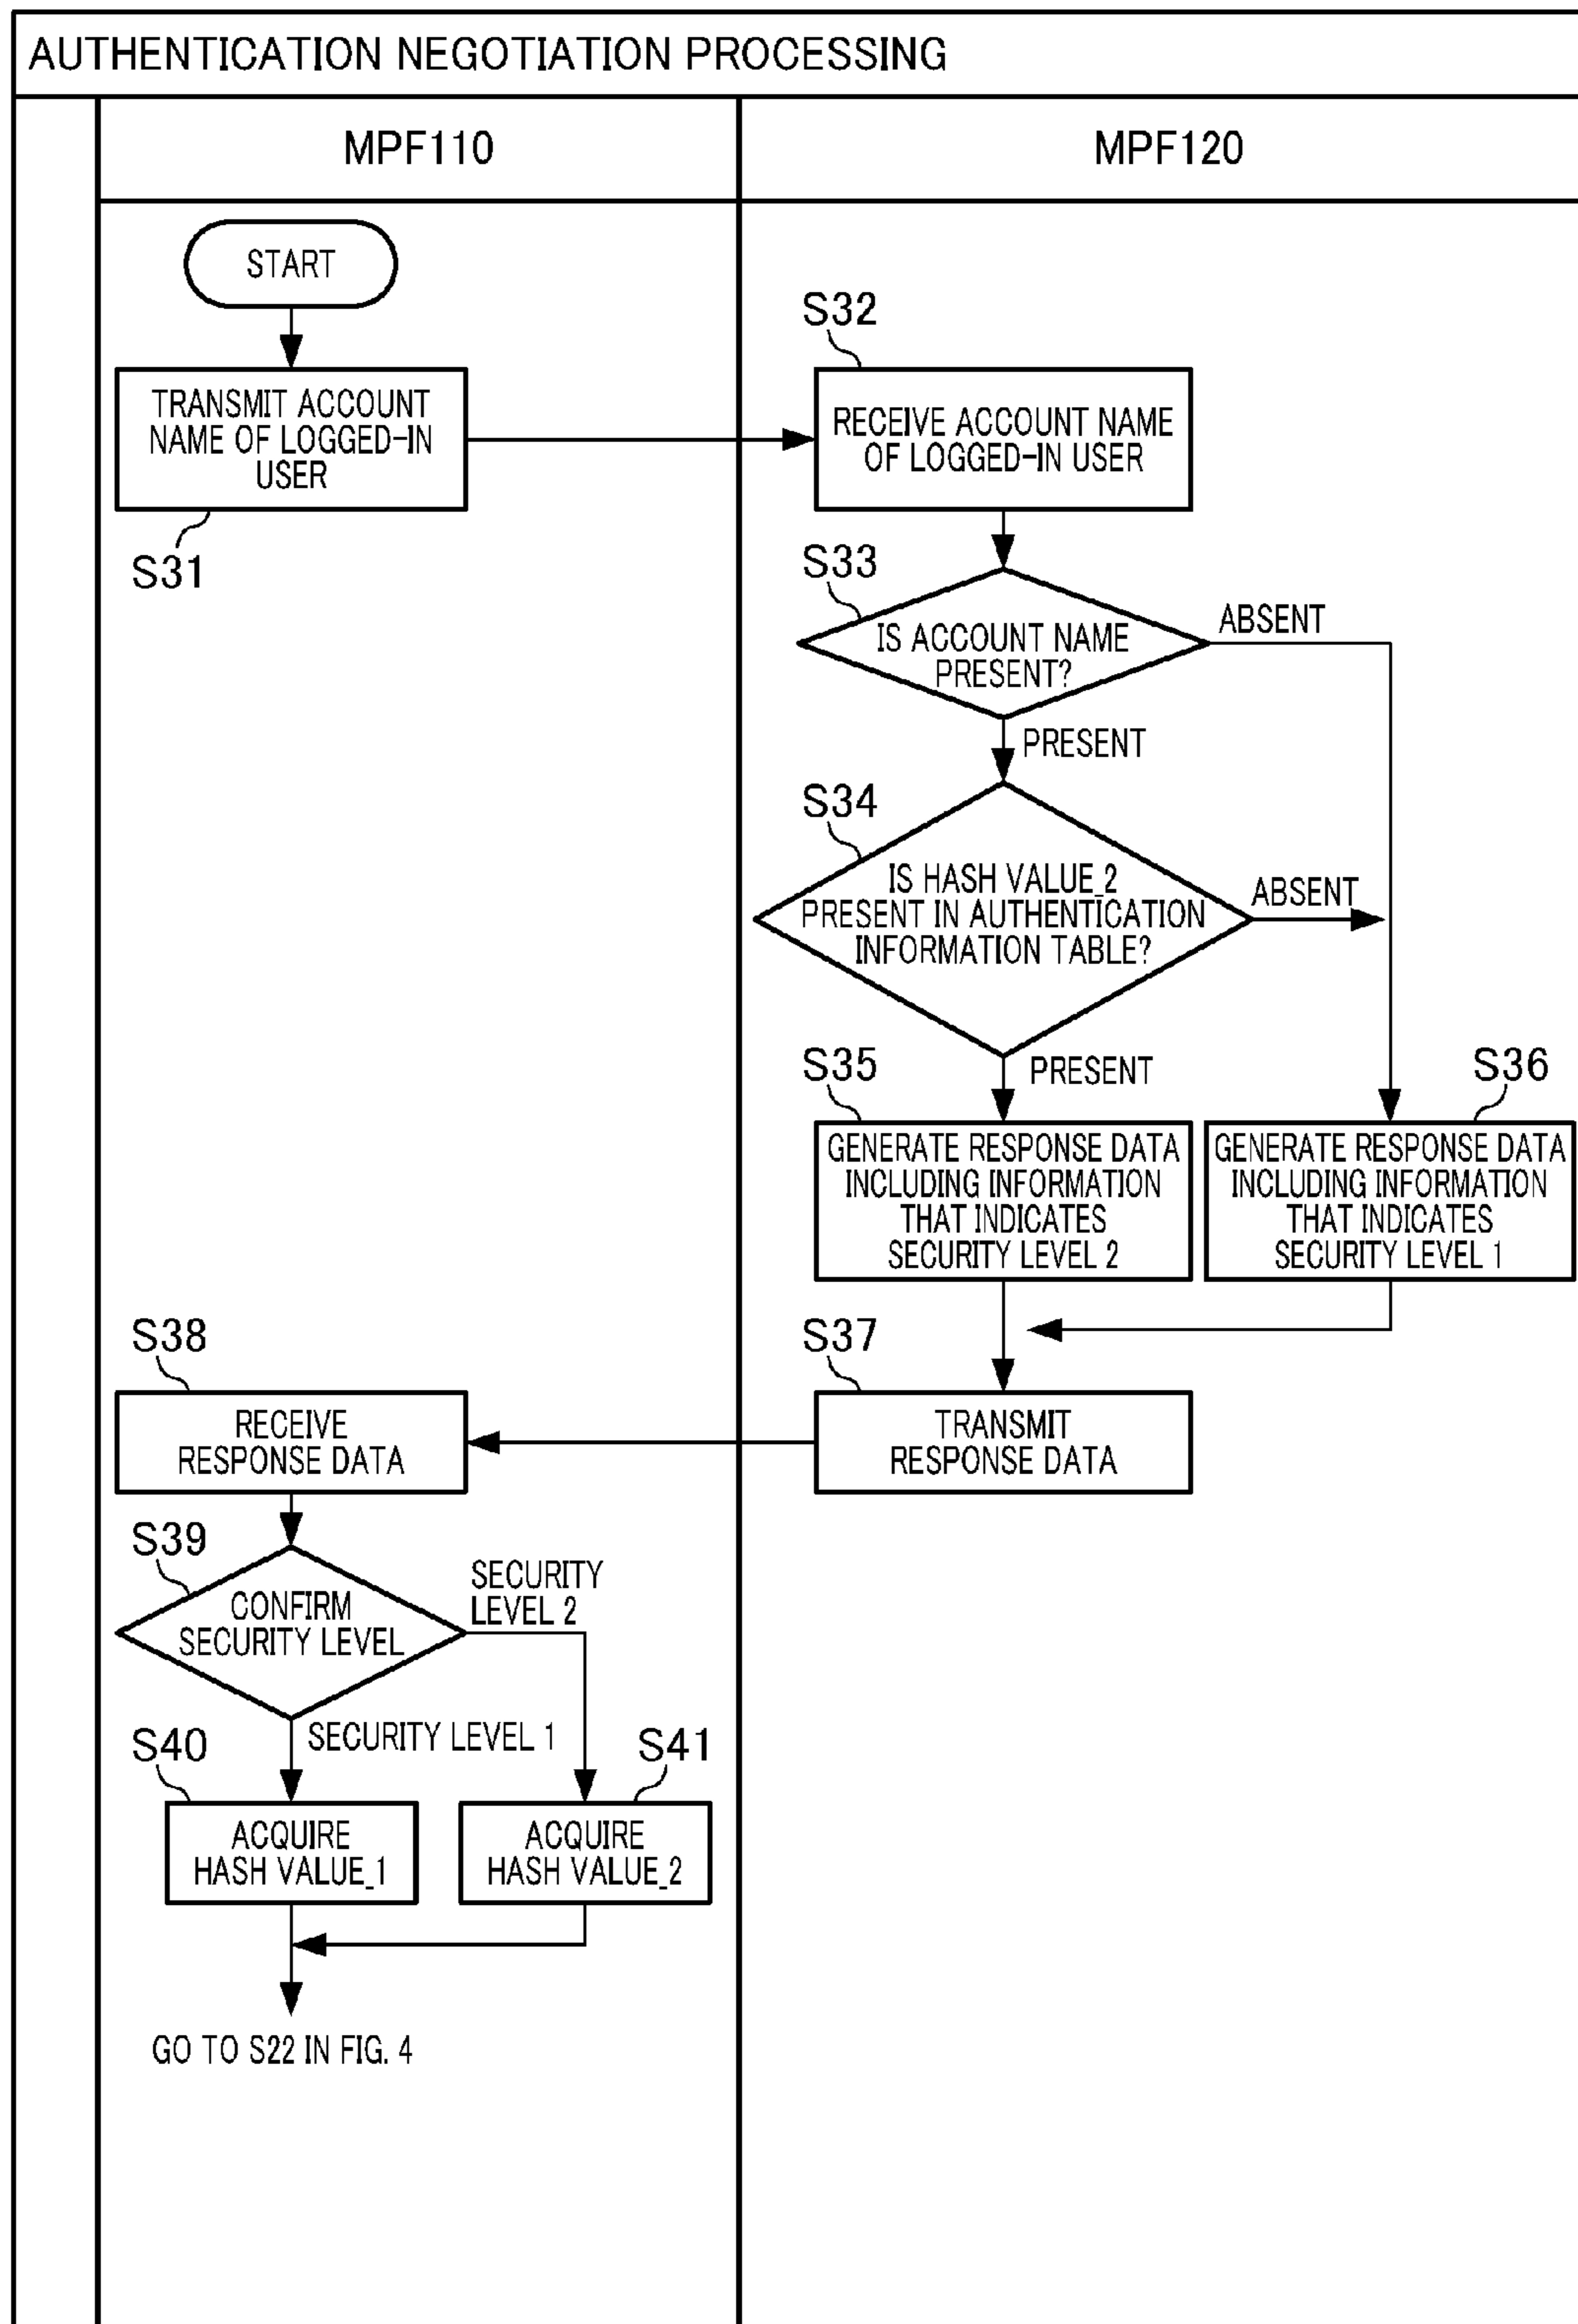 AUTHENTICATION NEGOTIATION PROCESSING
MPF110
MPF120
START
S31
TRANSMIT ACCOUNT
NAME OF LOGGED-IN
USER
S32
RECEIVE ACCOUNT NAME
OF LOGGED-IN USER
S33
IS ACCOUNT NAME
PRESENT?
ABSENT
PRESENT
S34
IS HASH VALUE_2
PRESENT IN AUTHENTICATION
INFORMATION TABLE?
ABSENT
PRESENT
S35
GENERATE RESPONSE DATA
INCLUDING INFORMATION
THAT INDICATES
SECURITY LEVEL 2
S36
GENERATE RESPONSE DATA
INCLUDING INFORMATION
THAT INDICATES
SECURITY LEVEL 1
S37
TRANSMIT
RESPONSE DATA
S38
RECEIVE
RESPONSE DATA
S39
CONFIRM
SECURITY LEVEL
SECURITY
LEVEL 2
SECURITY LEVEL 1
S40
ACQUIRE
HASH VALUE_1
S41
ACQUIRE
HASH VALUE_2
GO TO S22 IN FIG. 4